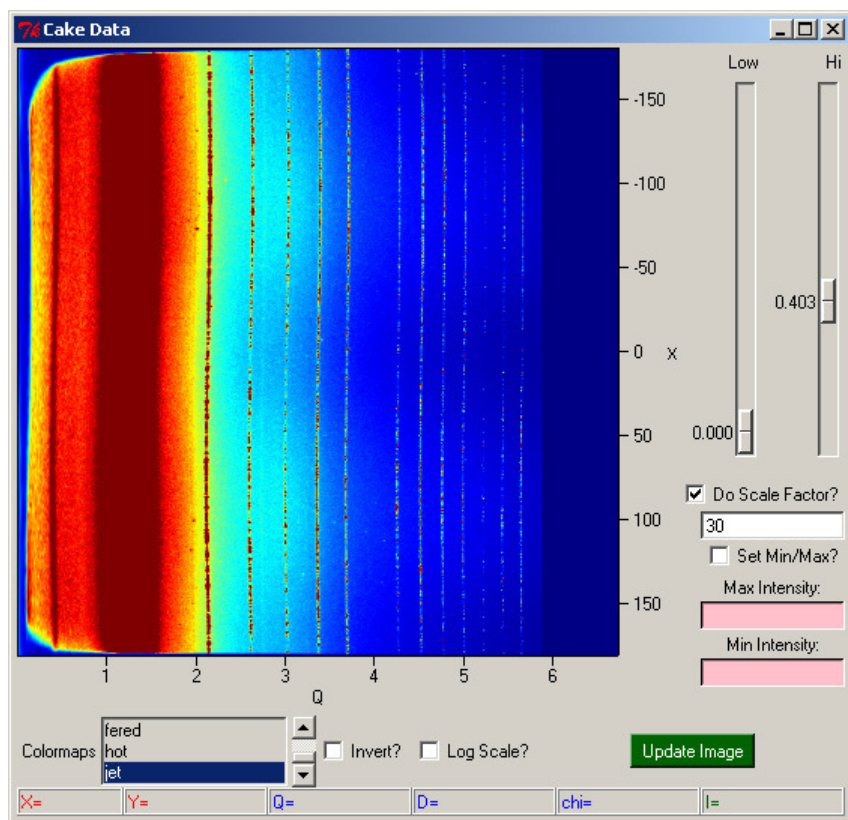 Cake Data
Low
Hi
-150
-100
-50
0
x
50
100
150
0.403
0.000
Do Scale Factor?
30
Set Min/Max?
Max Intensity:
Min Intensity:
1 2 3 4 5 6
Q
Colormaps
fered
hot
jet
Invert?
Log Scale?
Update Image
X=
Y=
Q=
D=
chi=
I=